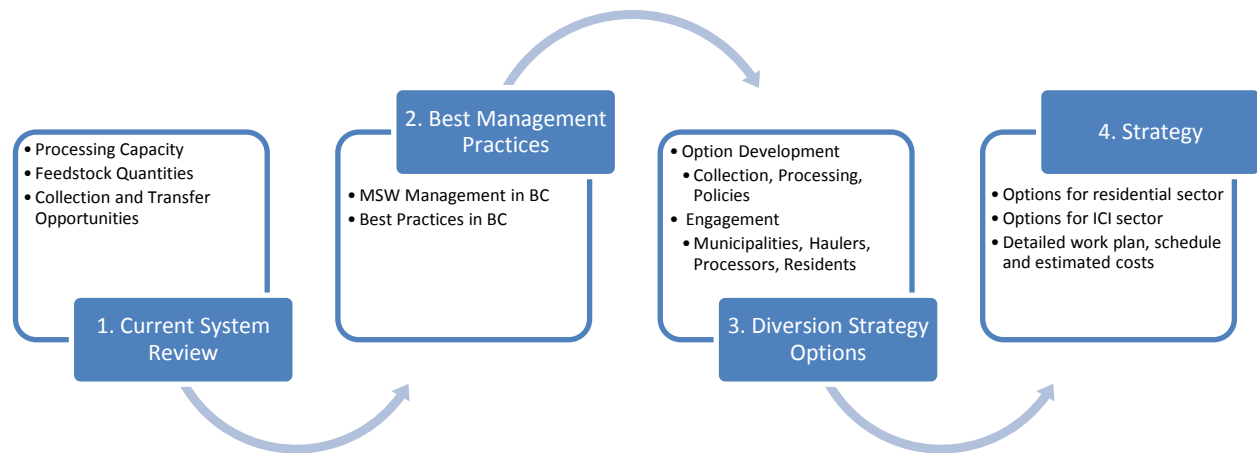 • Processing Capacity
• Feedstock Quantities
• Collection and Transfer
Opportunities
1. Current System
Review
2. Best Management
Practices
• MSW Management in BC
• Best Practices in BC
• Option Development
• Collection, Processing,
Policies
• Engagement
• Municipalities, Haulers,
Processors, Residents
3. Diversion Strategy
Options
4. Strategy
• Options for residential sector
• Options for ICI sector
• Detailed work plan, schedule
and estimated costs